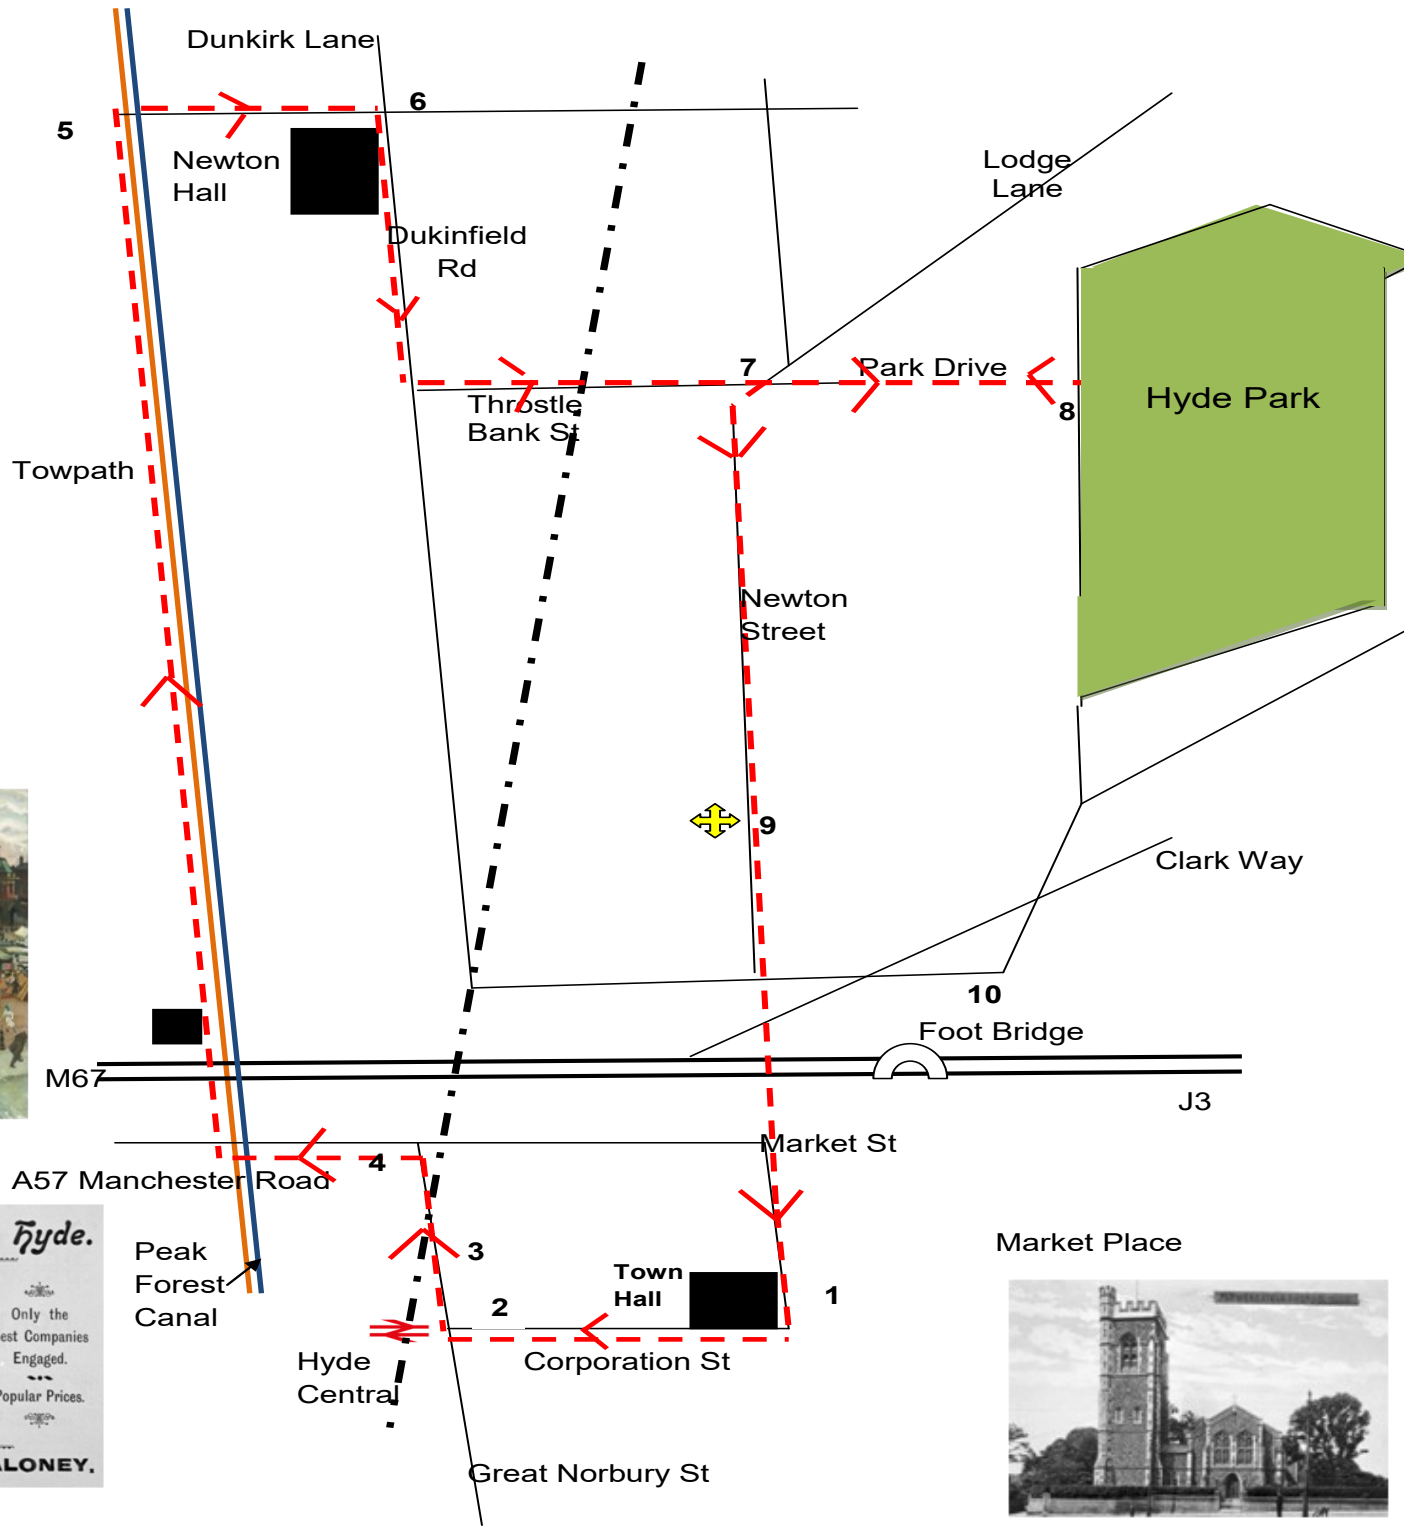 Dunkirk Lane
6
5
Newton
Hall
Lodge
Lane
Dukinfield
Rd
7
Park Drive
8
Hyde Park
Throstle
Bank St
Towpath
Newton
Street
9
Clark Way
10
Foot Bridge
M67
J3
Market St
4
A57 Manchester Road
Peak
Forest
Canal
3
Town
Hall
1
2
Market Place
Hyde
Central
Corporation St
Great Norbury St
Hyde.
Only the
est Companies
Engaged.
Popular Prices.
LONEY,